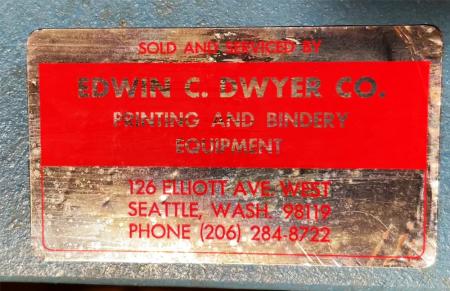 SOLD AND SERVICED BY
EDWIN C. DWYER CO.
PRINTING AND BINDERY
EQUIPMENT
126 ELLIOTT AVE. WEST
SEATTLE, WASH. 98119
PHONE (206) 284-8722